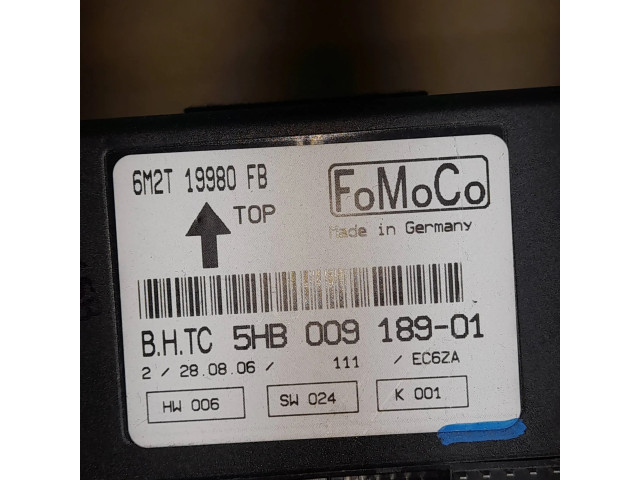 6M2T 19980 FB
FoMoCo
TOP
Made in Germany
B.H.TC 5HB 009 189-01
2 / 28.08.06 / 111 / EC6ZA
HW 006
SW 024
K 001